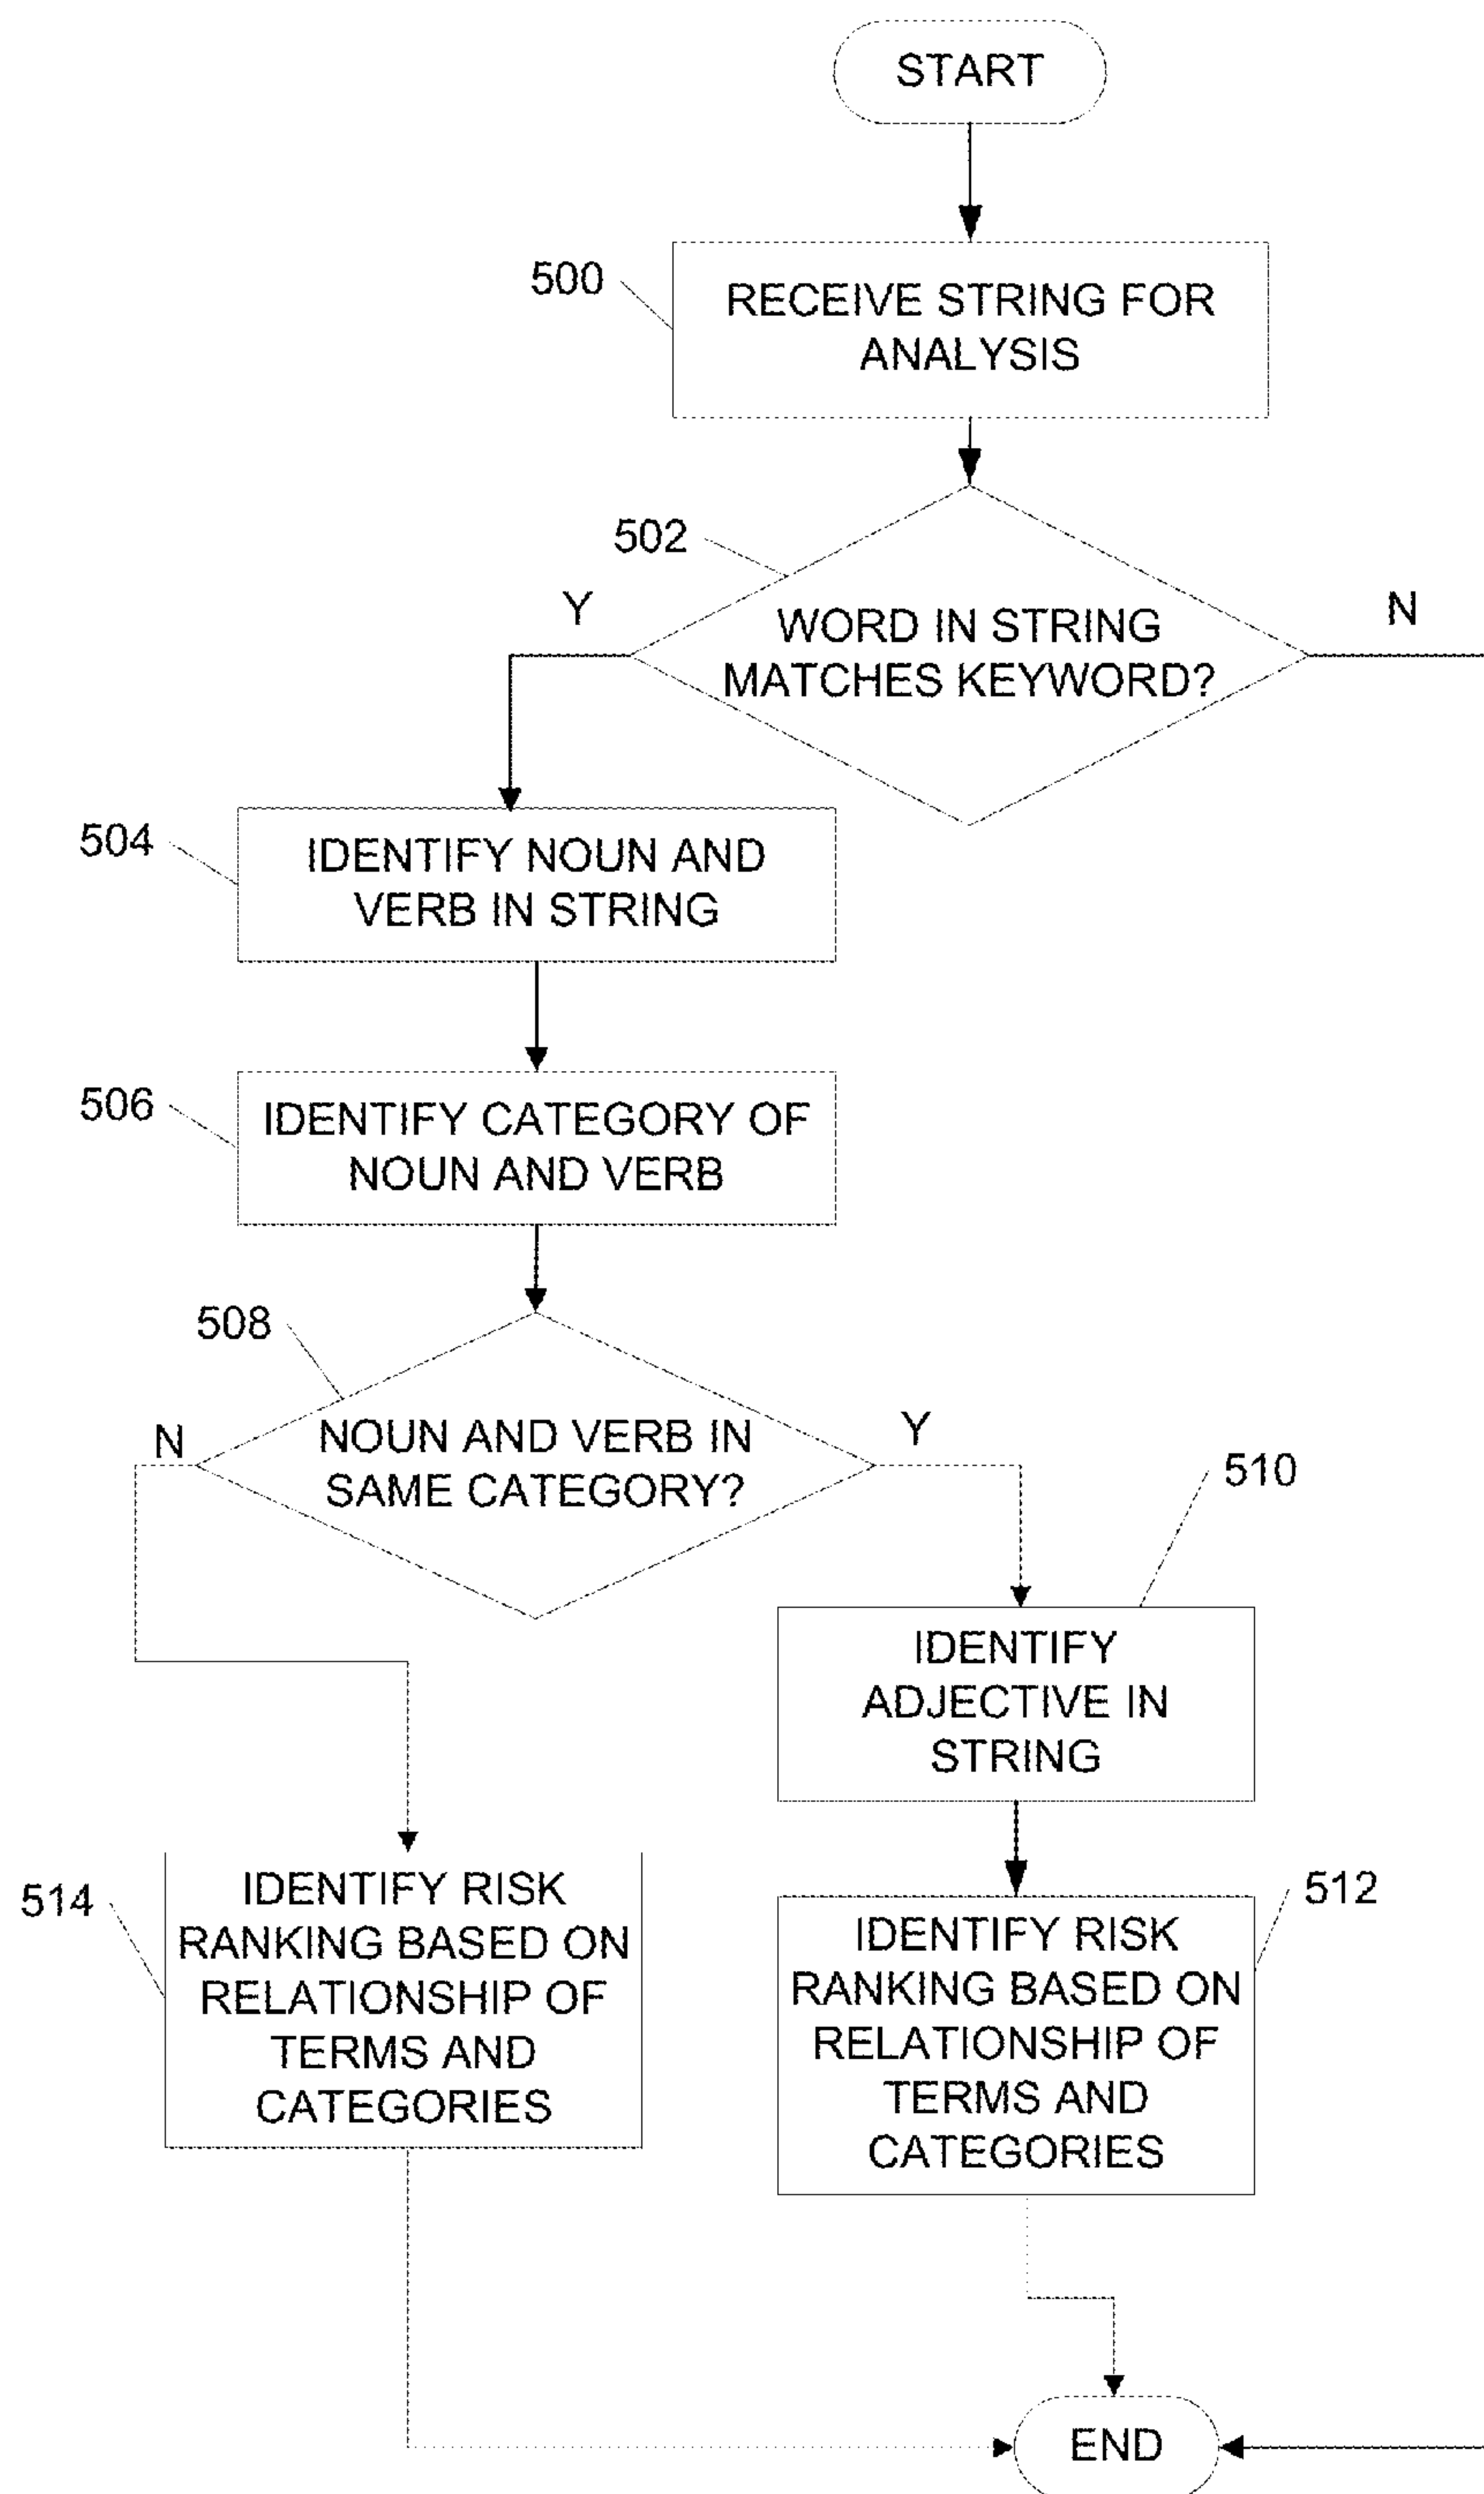 START
500
RECEIVE STRING FOR
ANALYSIS
502
Y
WORD IN STRING
MATCHES KEYWORD?
N
504
IDENTIFY NOUN AND
VERB IN STRING
506
IDENTIFY CATEGORY OF
NOUN AND VERB
508
N
NOUN AND VERB IN
SAME CATEGORY?
Y
510
IDENTIFY
ADJECTIVE IN
STRING
514
IDENTIFY RISK
RANKING BASED ON
RELATIONSHIP OF
TERMS AND
CATEGORIES
512
IDENTIFY RISK
RANKING BASED ON
RELATIONSHIP OF
TERMS AND
CATEGORIES
END